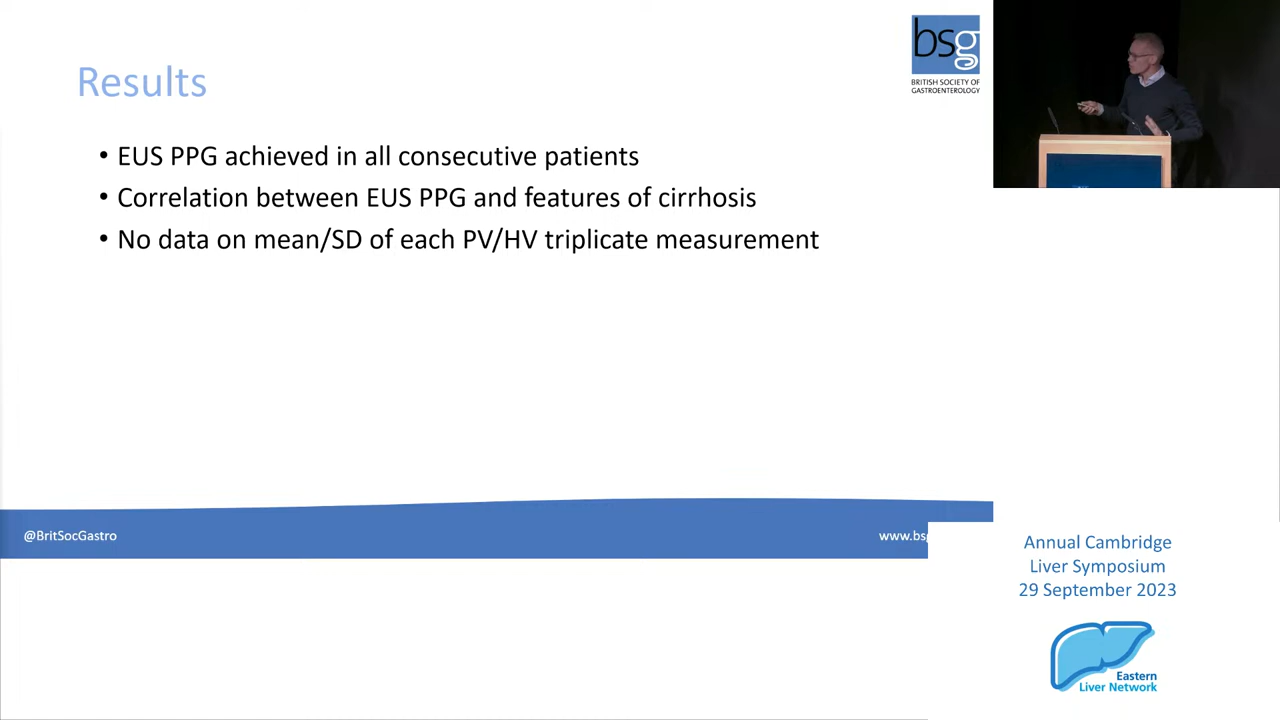 Results
• EUS PPG achieved in all consecutive patients
• Correlation between EUS PPG and features of cirrhosis
• No data on mean/SD of each PV/HV triplicate measurement
bsg
BRITISH SOCIETY OF
GASTROENTEROLOGY
@BritSocGastro
www.bsg
Annual Cambridge
Liver Symposium
29 September 2023
Eastern
Liver Network